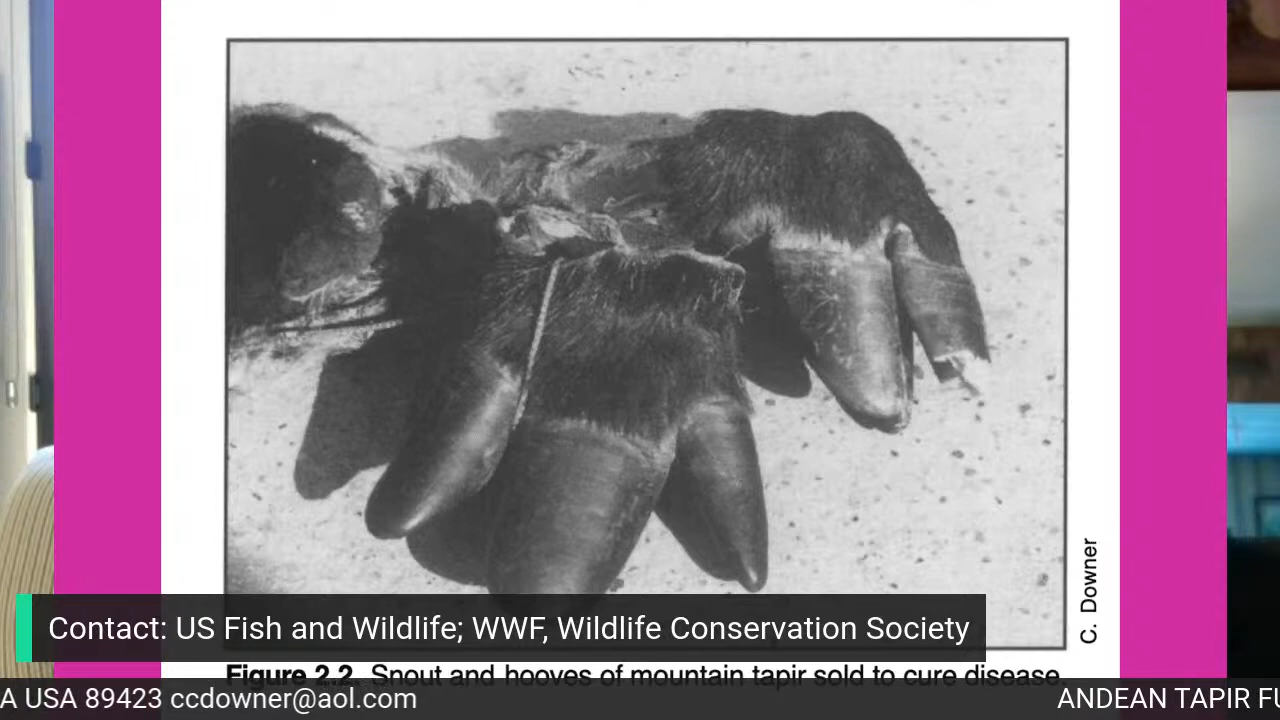 C. Downer
Contact: US Fish and Wildlife; WWF, Wildlife Conservation Society
Figure 2.2. Snout and hooves of mountain tapir sold to cure disease.
A USA 89423 ccdowner@aol.com ANDEAN TAPIR FU